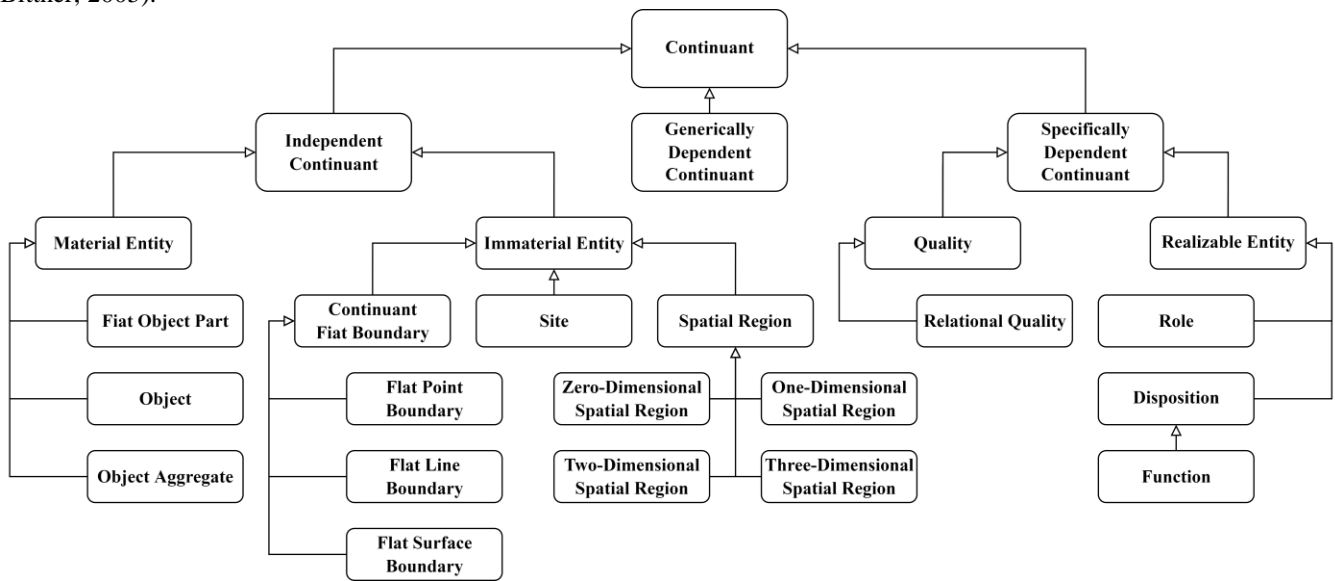 Continuant
Independent
Continuant
Generically
Dependent
Continuant
Specifically
Dependent
Continuant
Material Entity
Immaterial Entity
Quality
Realizable Entity
Fiat Object Part
Continuant
Fiat Boundary
Site
Spatial Region
Relational Quality
Role
Object
Flat Point
Boundary
Zero-Dimensional
Spatial Region
One-Dimensional
Spatial Region
Disposition
Object Aggregate
Flat Line
Boundary
Two-Dimensional
Spatial Region
Three-Dimensional
Spatial Region
Function
Flat Surface
Boundary